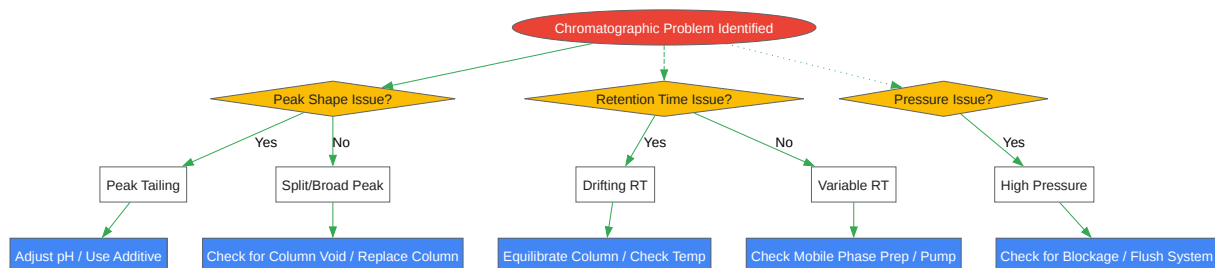 Chromatographic Problem Identified
Peak Shape Issue?
Retention Time Issue?
Pressure Issue?
Yes
No
Yes
No
Yes
Peak Tailing
Split/Broad Peak
Drifting RT
Variable RT
High Pressure
Adjust pH / Use Additive
Check for Column Void / Replace Column
Equilibrate Column / Check Temp
Check Mobile Phase Prep / Pump
Check for Blockage / Flush System